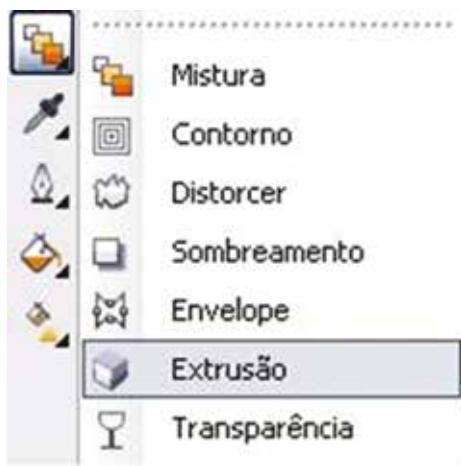 Mistura
Contorno
Distorcer
Sombreamento
Envelope
Extrusão
Transparência